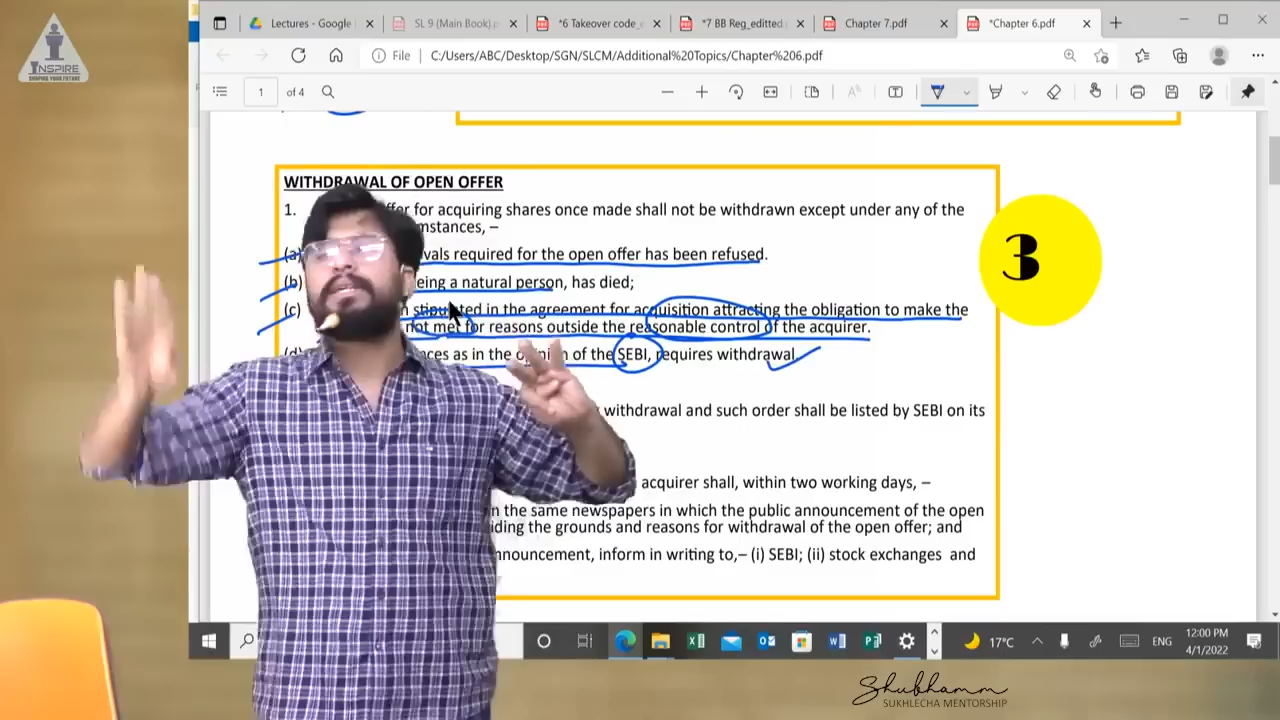 INSPIRE
SHAPING YOUR FUTURE
Lectures - Google
SL 9 (Main Book).p
*6 Takeover code_e
*7 BB Reg_editted.p
Chapter 7.pdf
*Chapter 6.pdf
File
C:/Users/ABC/Desktop/SGN/SLCM/Additional%20Topics/Chapter%206.pdf
1 of 4
WITHDRAWAL OF OPEN OFFER
1. for acquiring shares once made shall not be withdrawn except under any of the
(a) required for the open offer has been refused.
(b) a natural person, has died;
(c) stipulated in the agreement for acquisition attracting the obligation to make the
not met for reasons outside the reasonable control of the acquirer.
as in the opinion of the SEBI, requires withdrawal.
withdrawal and such order shall be listed by SEBI on its
acquirer shall, within two working days, –
the same newspapers in which the public announcement of the open
the grounds and reasons for withdrawal of the open offer; and
inform in writing to,– (i) SEBI; (ii) stock exchanges and
3
17°C
ENG
12:00 PM
4/1/2022
Shubhamm
SUKHLECHA MENTORSHIP